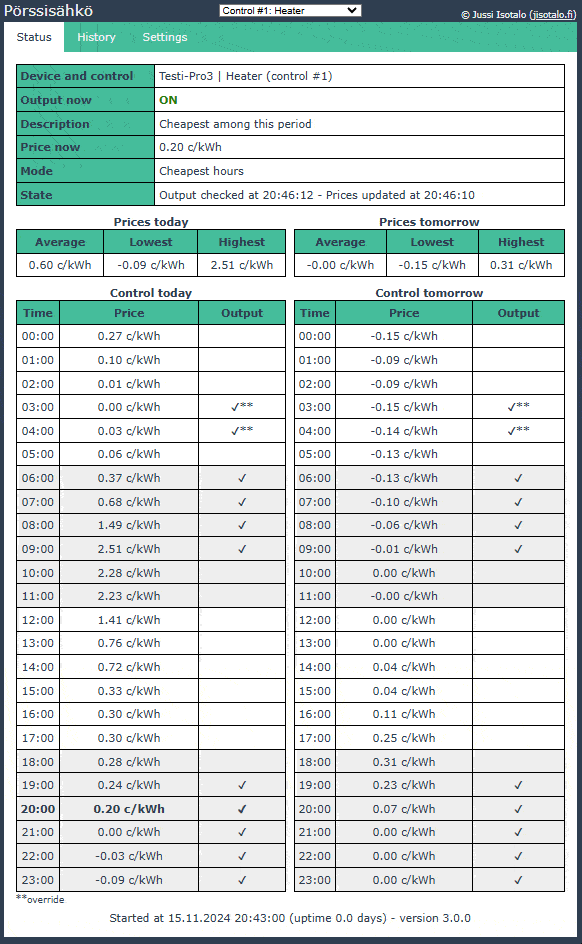 Pörssisähkö
Control #1: Heater
© Jussi Isotalo (jisotalo.fi)
Status History Settings
Device and control Testi-Pro3 | Heater (control #1)
Output now ON
Description Cheapest among this period
Price now 0.20 c/kWh
Mode Cheapest hours
State Output checked at 20:46:12 - Prices updated at 20:46:10
Prices today
Average Lowest Highest
0.60 c/kWh -0.09 c/kWh 2.51 c/kWh
Prices tomorrow
Average Lowest Highest
-0.00 c/kWh -0.15 c/kWh 0.31 c/kWh
Control today
Time Price Output
00:00 0.27 c/kWh
01:00 0.10 c/kWh
02:00 0.01 c/kWh
03:00 0.00 c/kWh ✓**
04:00 0.03 c/kWh ✓**
05:00 0.06 c/kWh
06:00 0.37 c/kWh ✓
07:00 0.68 c/kWh ✓
08:00 1.49 c/kWh ✓
09:00 2.51 c/kWh ✓
10:00 2.28 c/kWh
11:00 2.23 c/kWh
12:00 1.41 c/kWh
13:00 0.76 c/kWh
14:00 0.72 c/kWh
15:00 0.33 c/kWh
16:00 0.30 c/kWh
17:00 0.30 c/kWh
18:00 0.28 c/kWh
19:00 0.24 c/kWh ✓
20:00 0.20 c/kWh ✓
21:00 0.00 c/kWh ✓
22:00 -0.03 c/kWh ✓
23:00 -0.09 c/kWh ✓
**override
Control tomorrow
Time Price Output
00:00 -0.15 c/kWh
01:00 -0.09 c/kWh
02:00 -0.09 c/kWh
03:00 -0.15 c/kWh ✓**
04:00 -0.14 c/kWh ✓**
05:00 -0.13 c/kWh
06:00 -0.13 c/kWh ✓
07:00 -0.10 c/kWh ✓
08:00 -0.06 c/kWh ✓
09:00 -0.01 c/kWh ✓
10:00 0.00 c/kWh
11:00 -0.00 c/kWh
12:00 0.00 c/kWh
13:00 0.00 c/kWh
14:00 0.04 c/kWh
15:00 0.04 c/kWh
16:00 0.11 c/kWh
17:00 0.25 c/kWh
18:00 0.31 c/kWh
19:00 0.23 c/kWh ✓
20:00 0.07 c/kWh ✓
21:00 0.00 c/kWh ✓
22:00 0.00 c/kWh ✓
23:00 0.00 c/kWh ✓
Started at 15.11.2024 20:43:00 (uptime 0.0 days) - version 3.0.0